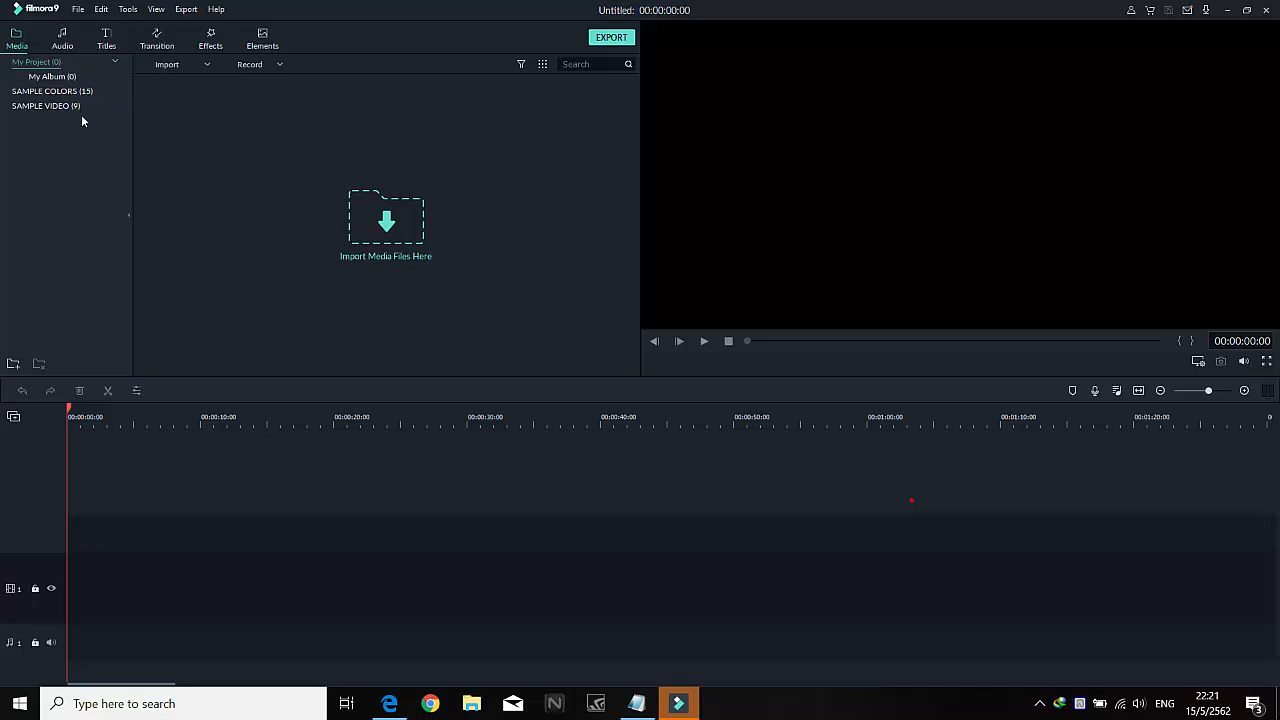 filmora9 File Edit Tools View Export Help Untitled: 00:00:00:00
Media Audio Titles Transition Effects Elements EXPORT
My Project (0) Import Record Search
My Album (0)
SAMPLE COLORS (15)
SAMPLE VIDEO (9)
Import Media Files Here
{ } 00:00:00:00
00:00:00:00 00:00:10:00 00:00:20:00 00:00:30:00 00:00:40:00 00:00:50:00 00:01:00:00 00:01:10:00 00:01:20:00 0
1
1
Type here to search ENG 22:21
15/5/2562 3